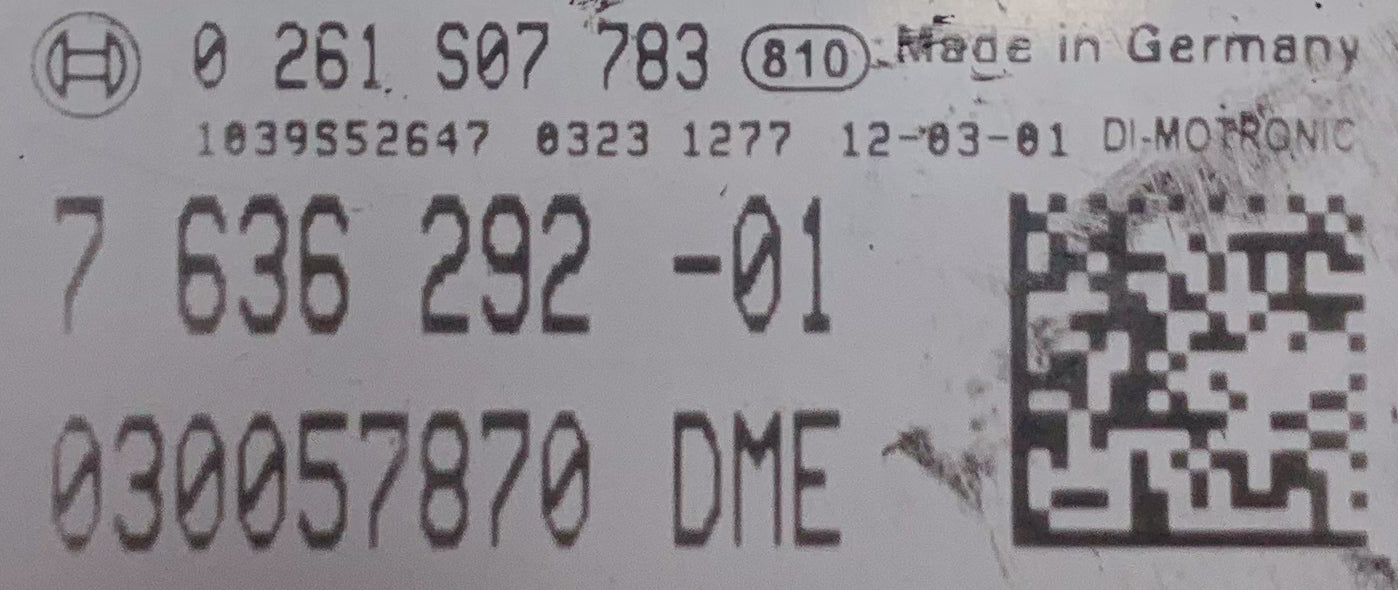 0 261 S07 783 810 Made in Germany
1039S52647 0323 1277 12-03-01 DI-MOTRONIC
7 636 292 -01
030057870 DME